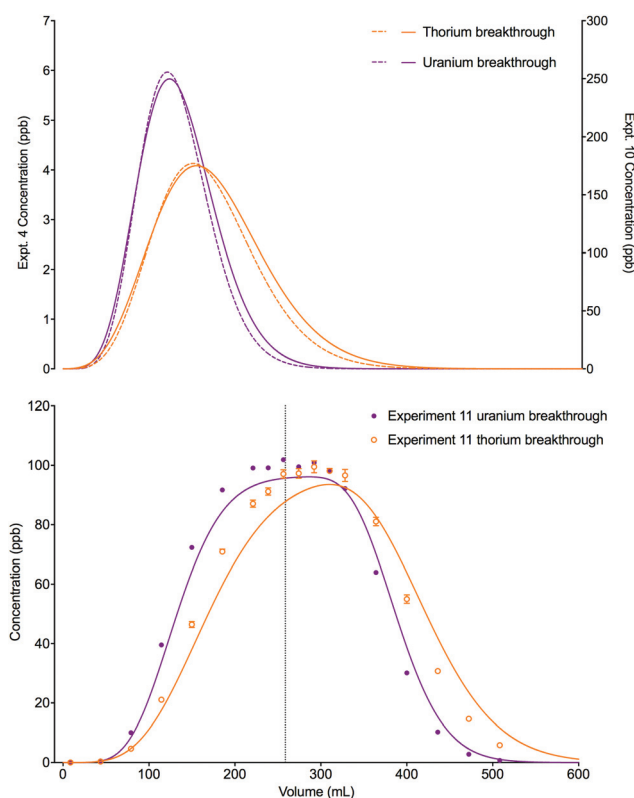 Thorium breakthrough
Uranium breakthrough
Expt. 4 Concentration (ppb)
7
6
5
4
3
2
1
0
Expt. 10 Concentration (ppb)
300
250
200
150
100
50
0
Experiment 11 uranium breakthrough
Experiment 11 thorium breakthrough
Concentration (ppb)
120
100
80
60
40
20
0
0 100 200 300 400 500 600
Volume (mL)